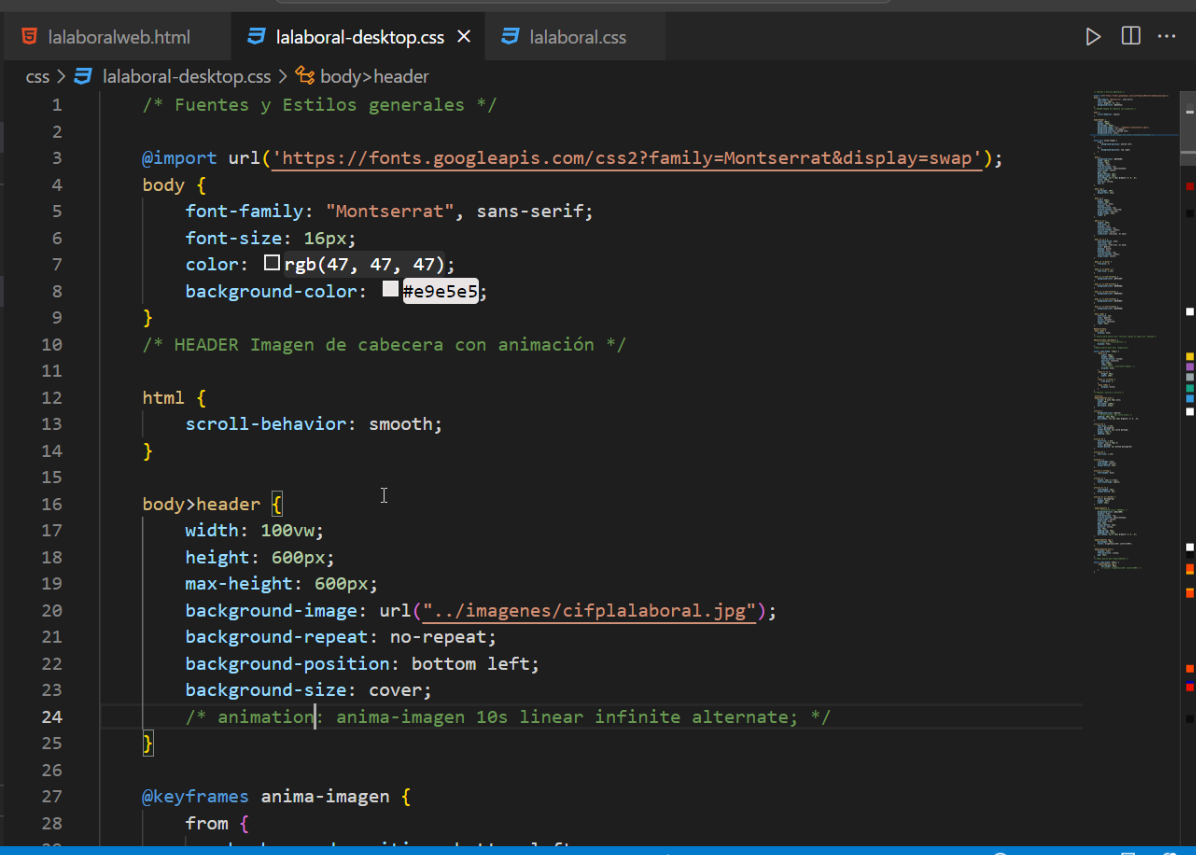 lalaboralweb.html lalaboral-desktop.css lalaboral.css
css > lalaboral-desktop.css > body>header
1 /* Fuentes y Estilos generales */
2
3 @import url('https://fonts.googleapis.com/css2?family=Montserrat&display=swap');
4 body {
5 font-family: "Montserrat", sans-serif;
6 font-size: 16px;
7 color: rgb(47, 47, 47);
8 background-color: #e9e5e5;
9 }
10 /* HEADER Imagen de cabecera con animación */
11
12 html {
13 scroll-behavior: smooth;
14 }
15
16 body>header {
17 width: 100vw;
18 height: 600px;
19 max-height: 600px;
20 background-image: url("../imagenes/cifplalaboral.jpg");
21 background-repeat: no-repeat;
22 background-position: bottom left;
23 background-size: cover;
24 /* animation: anima-imagen 10s linear infinite alternate; */
25 }
26
27 @keyframes anima-imagen {
28 from {